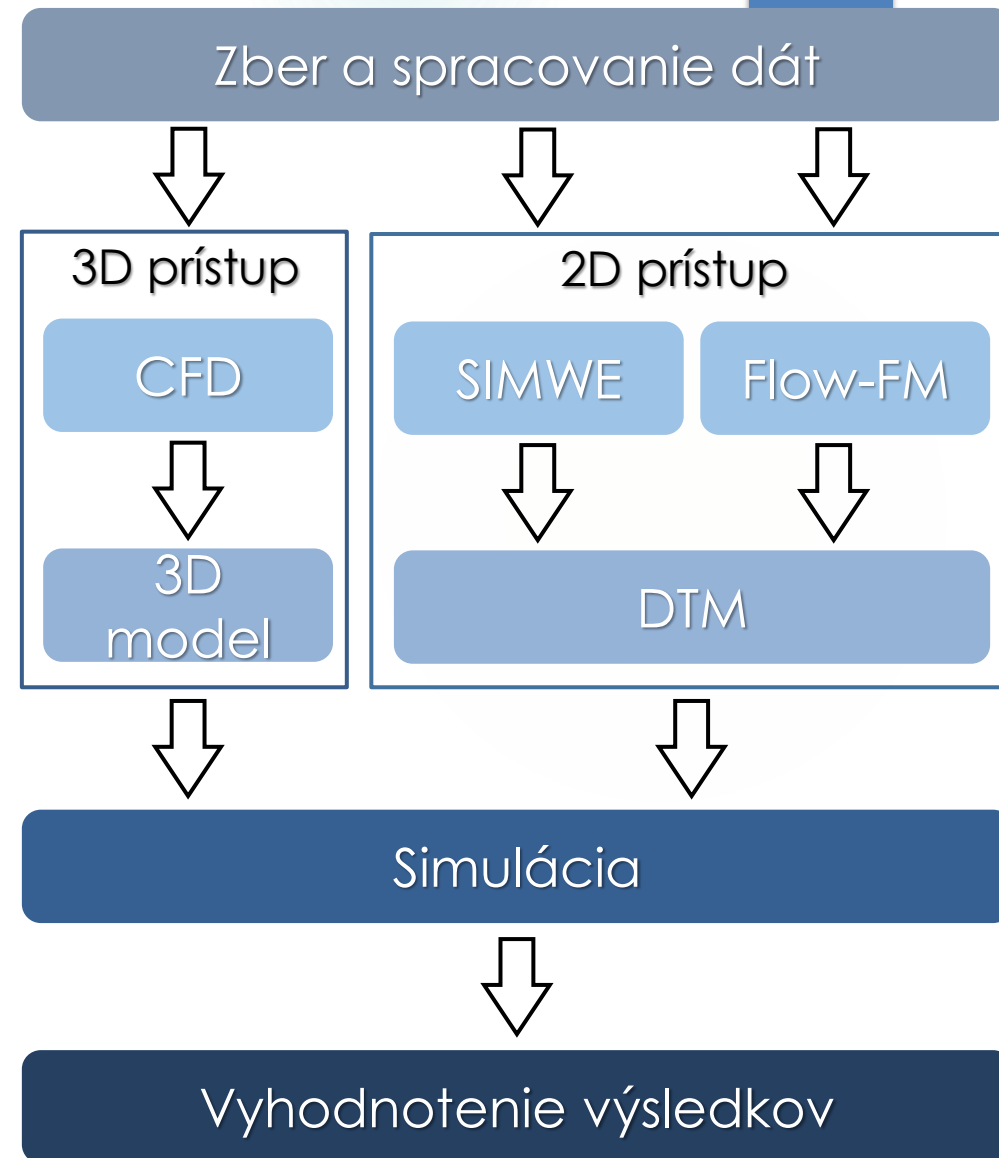 Zber a spracovanie dát
3D prístup
CFD
3D
model
2D prístup
SIMWE
Flow-FM
DTM
Simulácia
Vyhodnotenie výsledkov